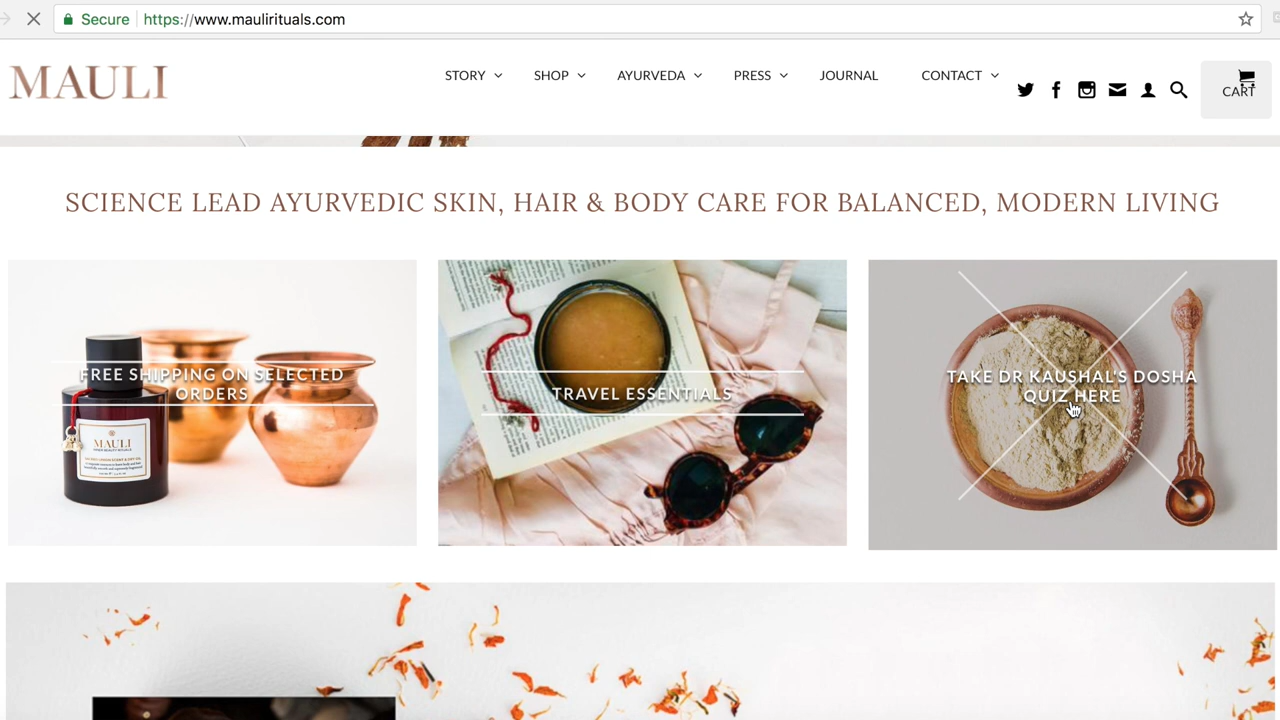 Secure
https://www.maulirituals.com
MAULI
STORY
SHOP
AYURVEDA
PRESS
JOURNAL
CONTACT
CART
SCIENCE LEAD AYURVEDIC SKIN, HAIR & BODY CARE FOR BALANCED, MODERN LIVING
FREE SHIPPING ON SELECTED
ORDERS
MAULI
TRAVEL ESSENTIALS
TAKE DR KAUSHAL'S DOSHA
QUIZ HERE